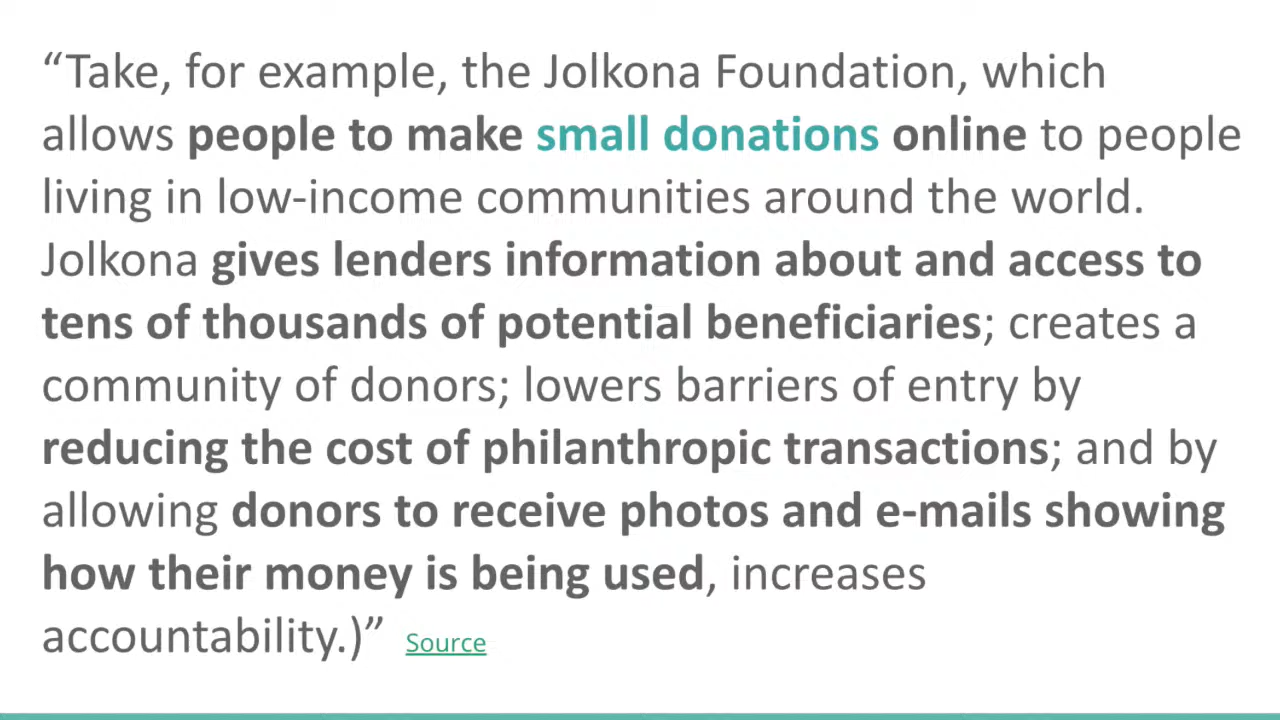 “Take, for example, the Jolkona Foundation, which
allows people to make small donations online to people
living in low-income communities around the world.
Jolkona gives lenders information about and access to
tens of thousands of potential beneficiaries; creates a
community of donors; lowers barriers of entry by
reducing the cost of philanthropic transactions; and by
allowing donors to receive photos and e-mails showing
how their money is being used, increases
accountability.)” Source